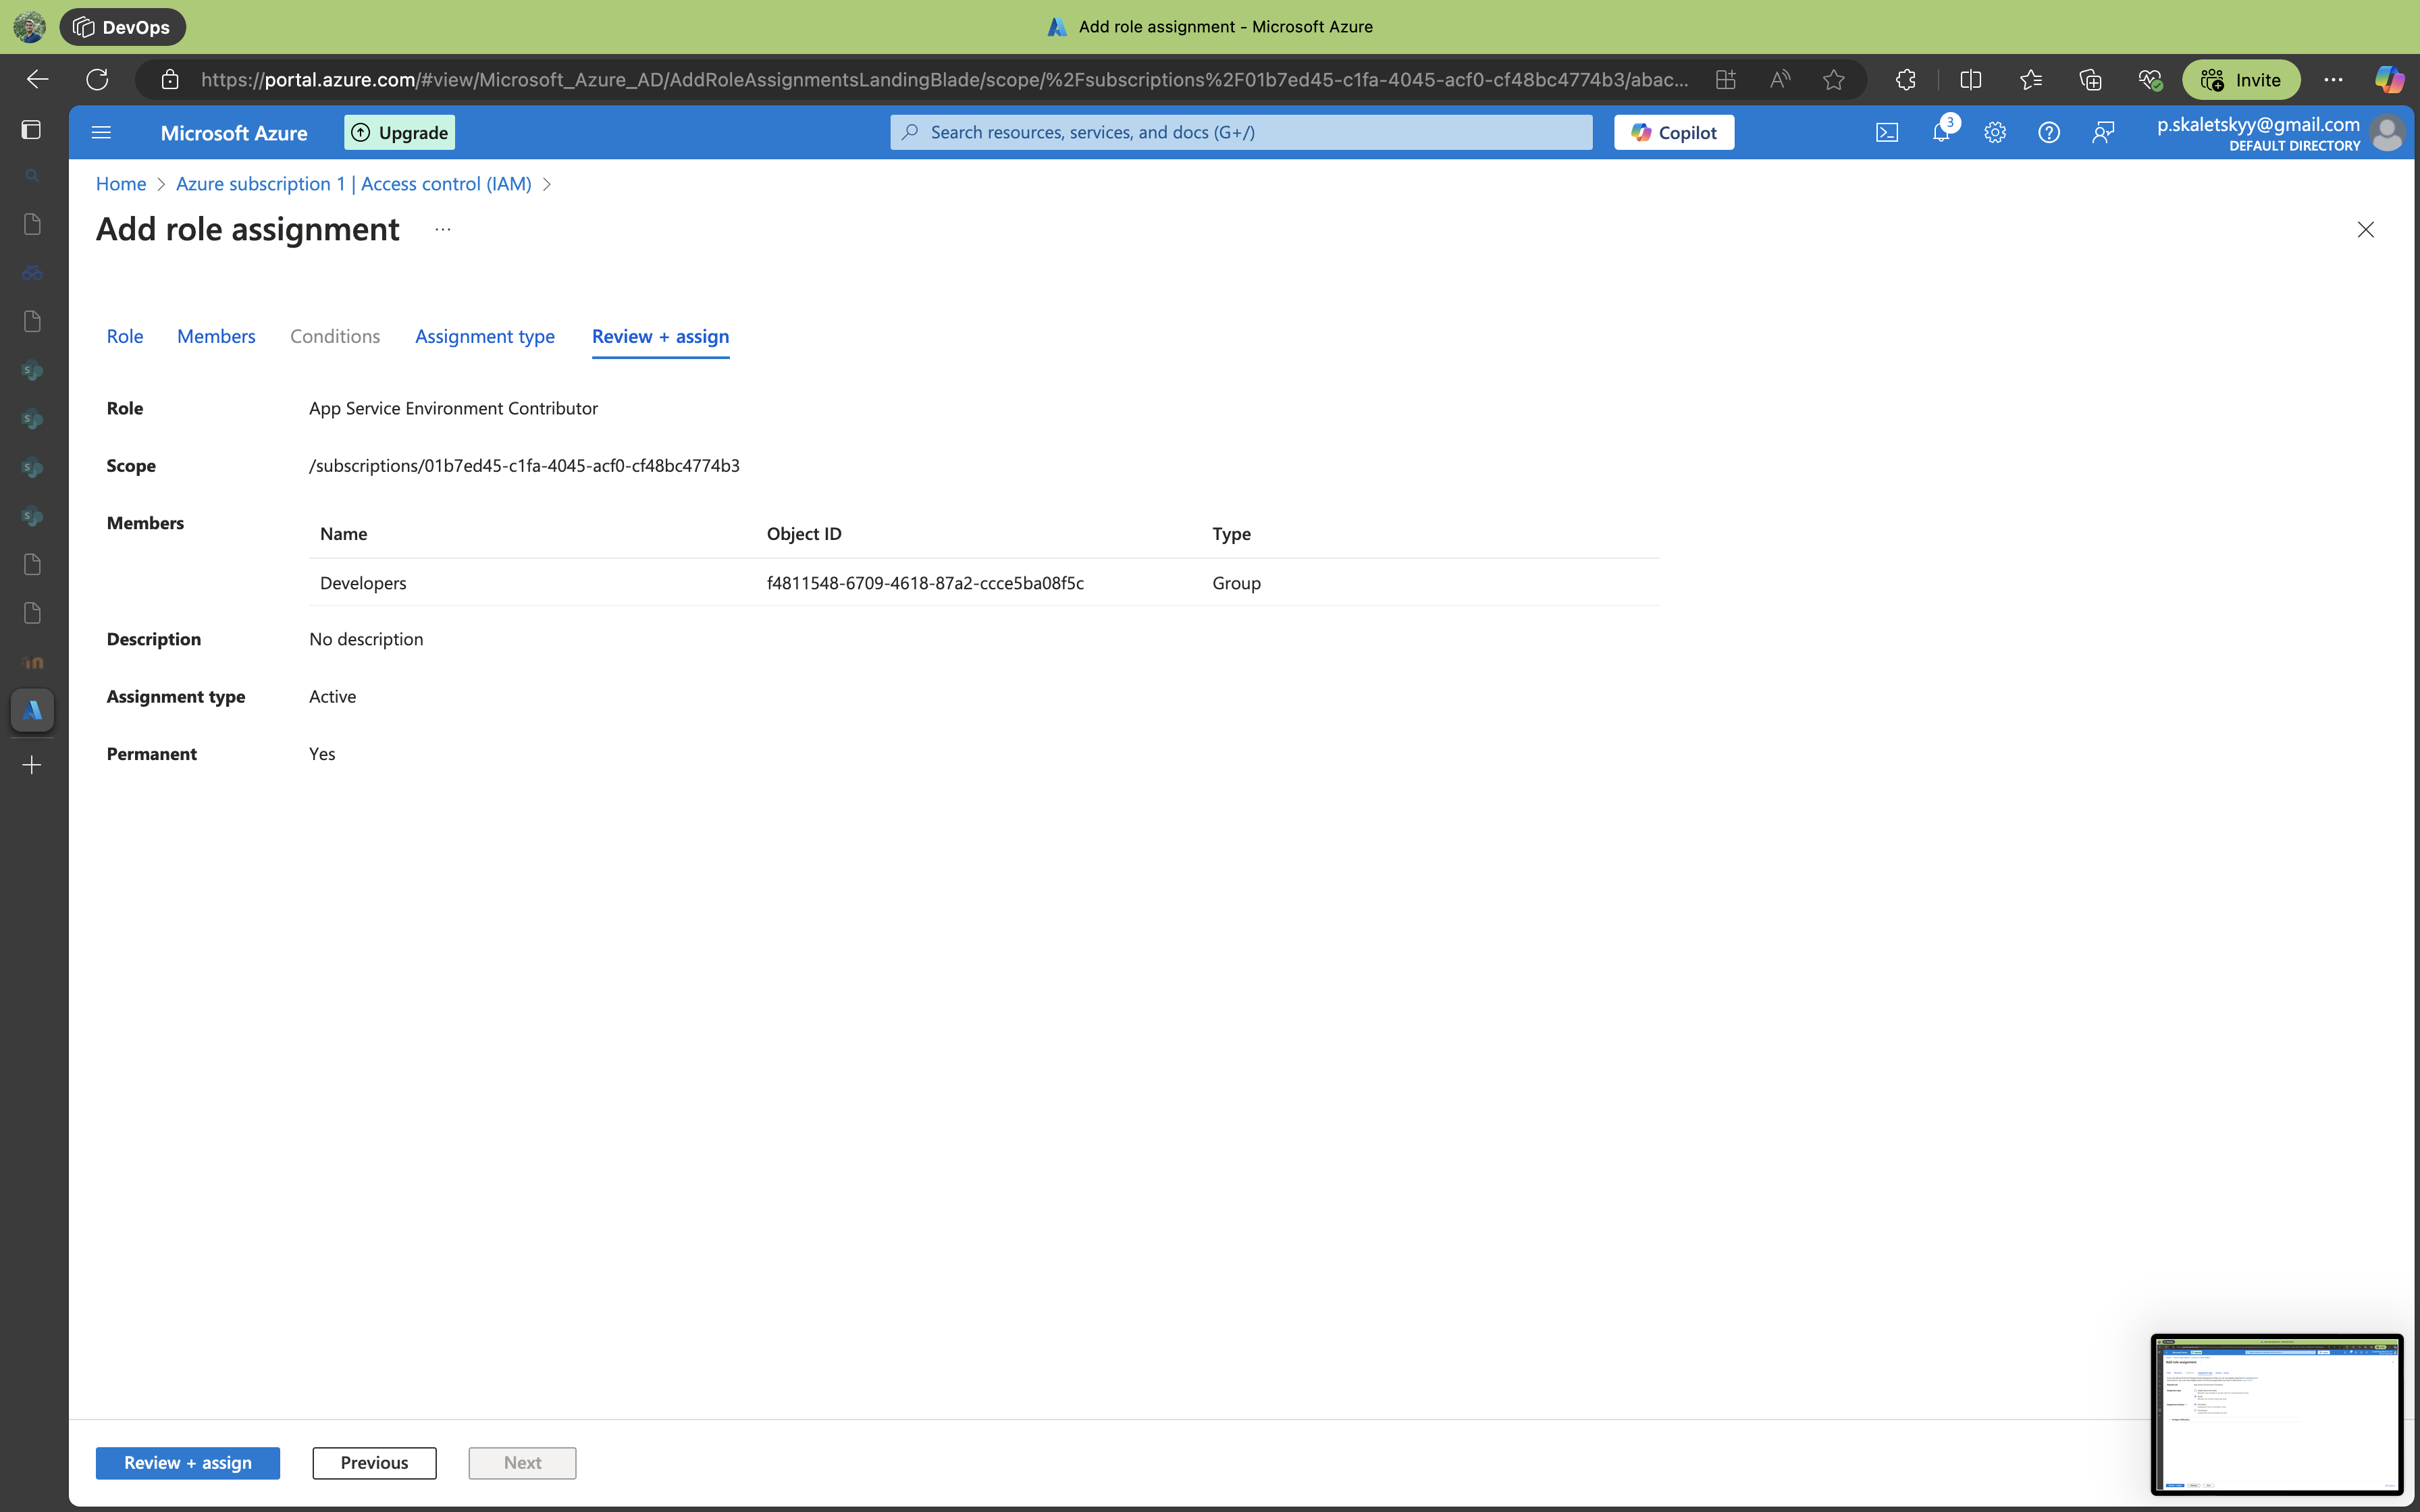 DevOps
Add role assignment - Microsoft Azure
https://portal.azure.com/#view/Microsoft_Azure_AD/AddRoleAssignmentsLandingBlade/scope/%2Fsubscriptions%2F01b7ed45-c1fa-4045-acf0-cf48bc4774b3/abac...
Invite
Microsoft Azure
Upgrade
Search resources, services, and docs (G+/)
Copilot
3
p.skaletskyy@gmail.com
DEFAULT DIRECTORY
Home > Azure subscription 1 | Access control (IAM) >
Add role assignment ...
Role Members Conditions Assignment type Review + assign
Role App Service Environment Contributor
Scope /subscriptions/01b7ed45-c1fa-4045-acf0-cf48bc4774b3
Members
Name Object ID Type
Developers f4811548-6709-4618-87a2-ccce5ba08f5c Group
Description No description
Assignment type Active
Permanent Yes
Review + assign Previous Next